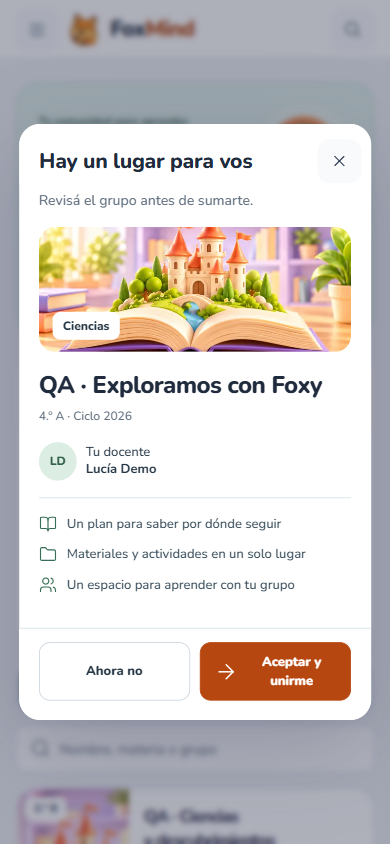 FoxMind
Hay un lugar para vos
Revisá el grupo antes de sumarte.
Ciencias
QA · Exploramos con Foxy
4.° A · Ciclo 2026
LD
Tu docente
Lucía Demo
Un plan para saber por dónde seguir
Materiales y actividades en un solo lugar
Un espacio para aprender con tu grupo
Ahora no
Aceptar y
unirme
Nombre, materia o grupo
QA · Ciencias
y descubrimientos